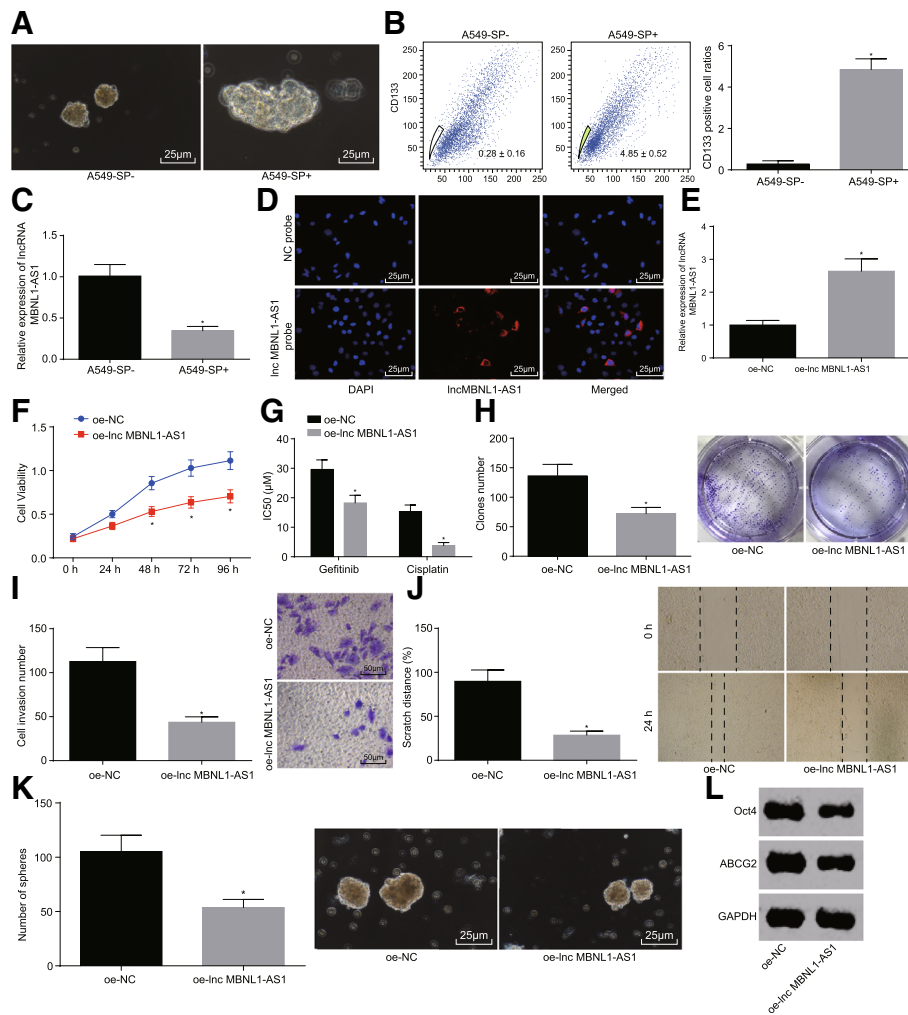 A
25µm
25µm
A549-SP-
A549-SP+
B
A549-SP-
A549-SP+
CD133
250
200
150
100
50
0.28 ± 0.16
50 100 150 200 250
250
200
150
100
50
4.85 ± 0.52
50 100 150 200 250
CD133 positive cell ratios
6
4
2
0
*
A549-SP-
A549-SP+
C
Relative expression of lncRNA
MBNL1-AS1
1.5
1.0
0.5
0.0
*
A549-SP-
A549-SP+
D
NC probe
25µm
25µm
25µm
lnc MBNL1-AS1
probe
25µm
25µm
25µm
DAPI
lncMBNL1-AS1
Merged
E
Relative expression of lncRNA
MBNL1-AS1
4
3
2
1
0
*
oe-NC
oe-lnc MBNL1-AS1
F
oe-NC
oe-lnc MBNL1-AS1
Cell Viability
1.5
1.0
0.5
0.0
* * *
0 h 24 h 48 h 72 h 96 h
G
oe-NC
oe-lnc MBNL1-AS1
IC50 (µM)
40
30
20
10
0
*
*
Gefitinib
Cisplatin
H
Clones number
200
150
100
50
0
*
oe-NC
oe-lnc MBNL1-AS1
oe-NC
oe-lnc MBNL1-AS1
I
Cell invasion number
150
100
50
0
*
oe-NC
oe-lnc MBNL1-AS1
oe-NC
50µm
oe-lnc MBNL1-AS1
50µm
J
Scratch distance (%)
150
100
50
0
*
oe-NC
oe-lnc MBNL1-AS1
0 h
24 h
oe-NC
oe-lnc MBNL1-AS1
K
Number of spheres
150
100
50
0
*
oe-NC
oe-lnc MBNL1-AS1
25µm
25µm
oe-NC
oe-lnc MBNL1-AS1
L
Oct4
ABCG2
GAPDH
oe-NC
oe-lnc MBNL1-AS1